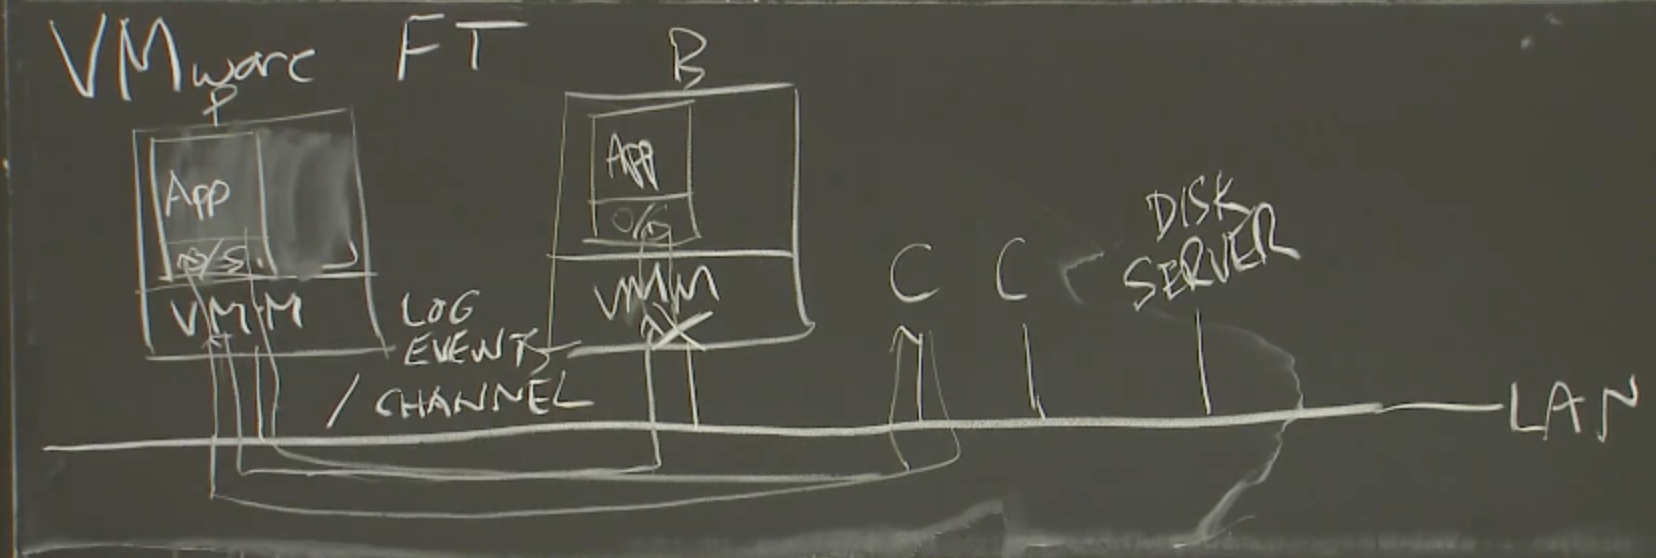 VMware FT
P
B
App
O/S
VMM
App
O/S
VMM
LOG
EVENTS
/ CHANNEL
C
C
DISK
SERVER
LAN